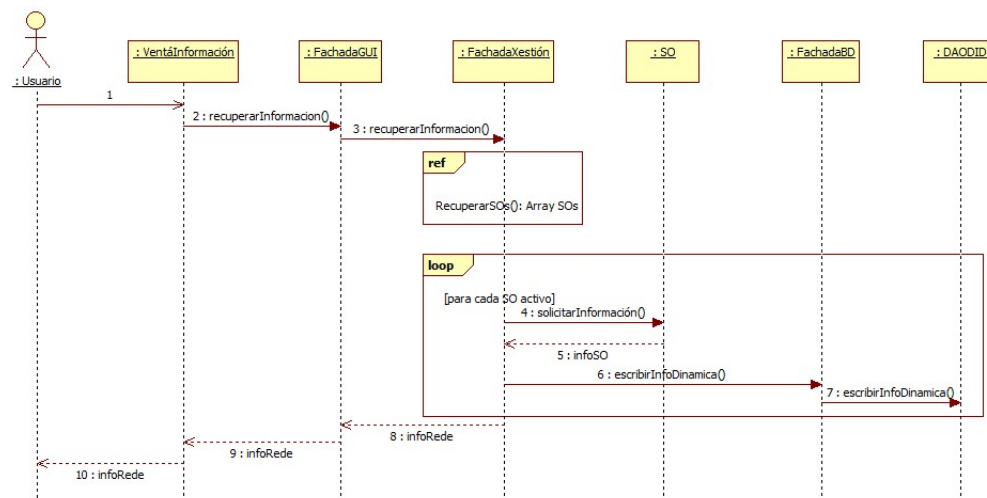 : Usuario
: VentáInformación
: FachadaGUI
: FachadaXestión
: SO
: FachadaBD
: DAODID
1
2 : recuperarInformacion()
3 : recuperarInformacion()
ref
RecuperarSOs(): Array SOs
loop
[para cada SO activo]
4 : solicitarInformación()
5 : infoSO
6 : escribirInfoDinamica()
7 : escribirInfoDinamica()
8 : infoRede
9 : infoRede
10 : infoRede